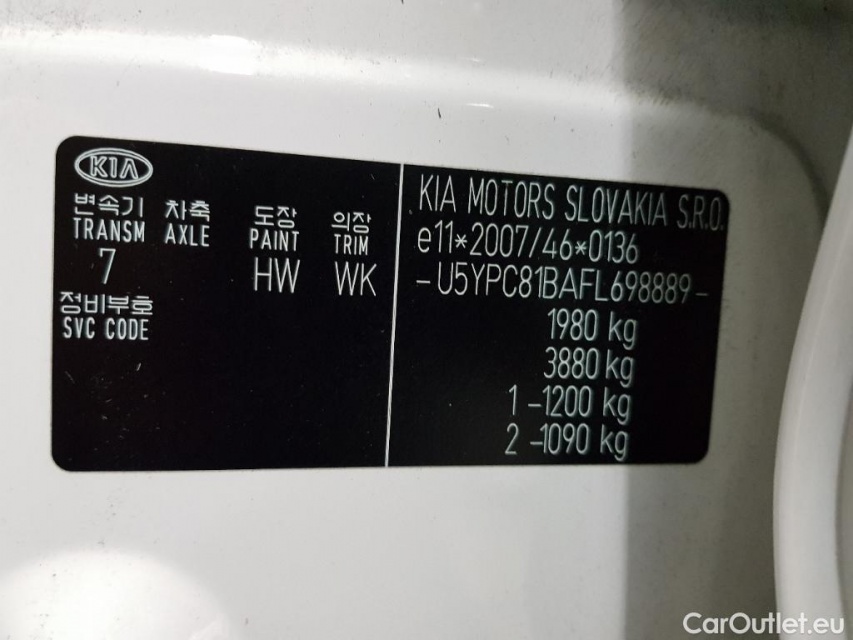 KIA
변속기 차축 도장 의장
TRANSM AXLE PAINT TRIM
7 HW WK
정비부호
SVC CODE
KIA MOTORS SLOVAKIA S.R.O.
e11*2007/46*0136
-U5YPC81BAFL698889-
1980 kg
3880 kg
1 -1200 kg
2 -1090 kg
CarOutlet.eu